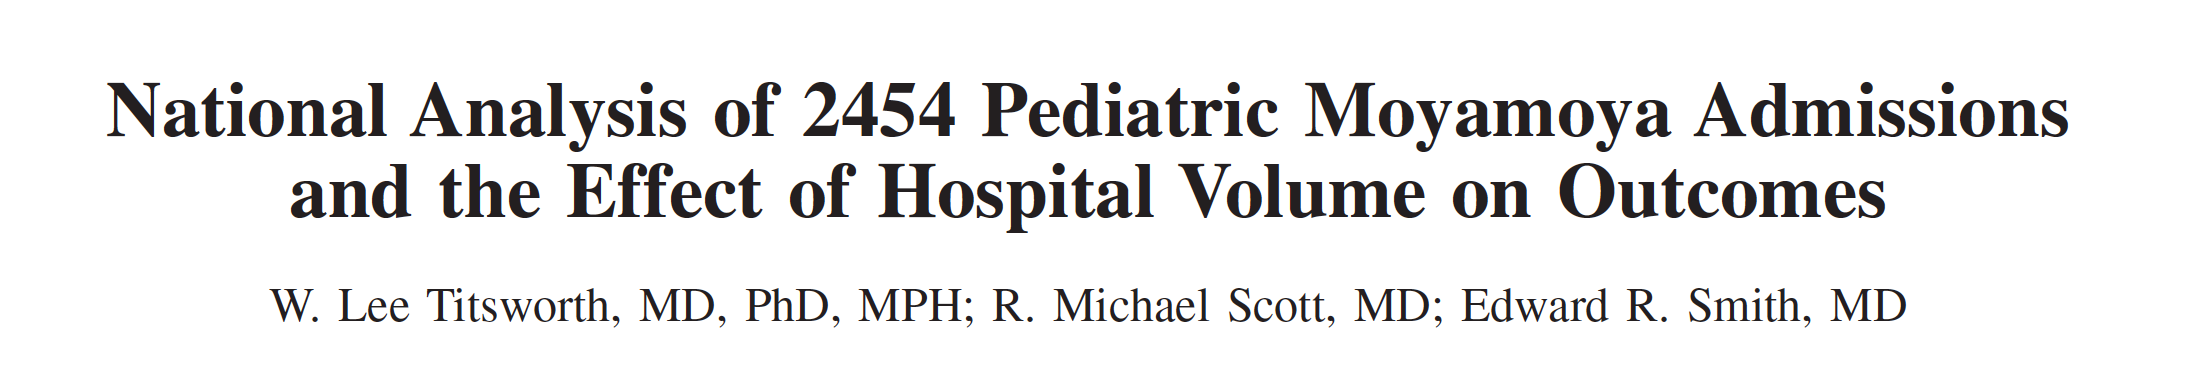 National Analysis of 2454 Pediatric Moyamoya Admissions
and the Effect of Hospital Volume on Outcomes
W. Lee Titsworth, MD, PhD, MPH; R. Michael Scott, MD; Edward R. Smith, MD